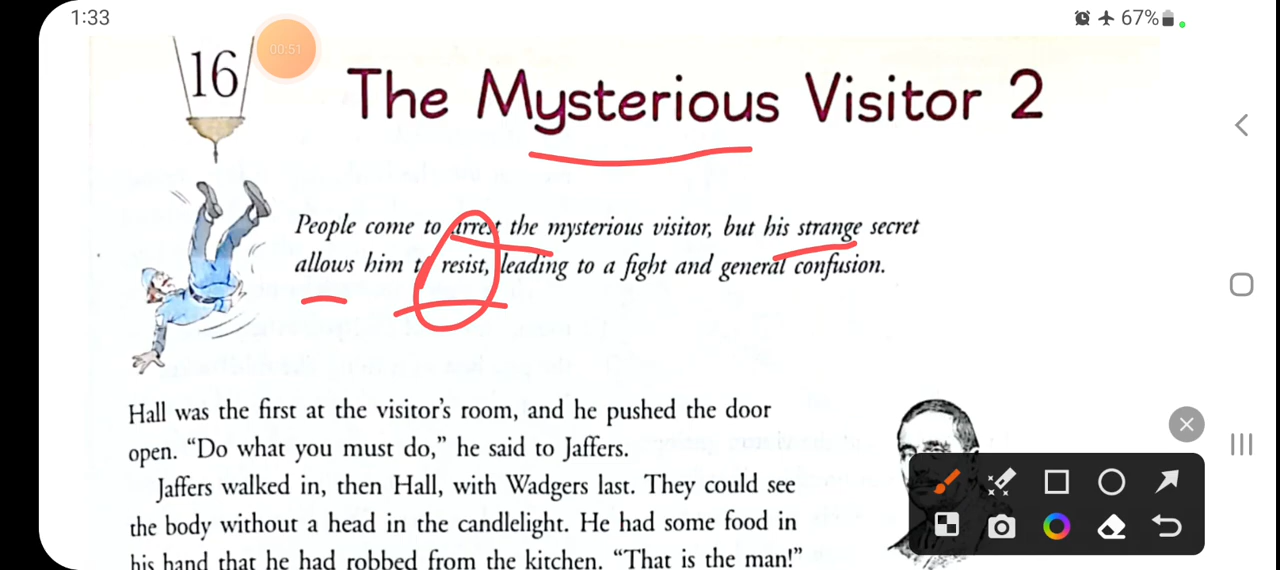 1:33
67%
00:51
16
The Mysterious Visitor 2
People come to arrest the mysterious visitor, but his strange secret
allows him to resist, leading to a fight and general confusion.
Hall was the first at the visitor's room, and he pushed the door
open. “Do what you must do,” he said to Jaffers.
Jaffers walked in, then Hall, with Wadgers last. They could see
the body without a head in the candlelight. He had some food in
his hand that he had robbed from the kitchen. “That is the man!”